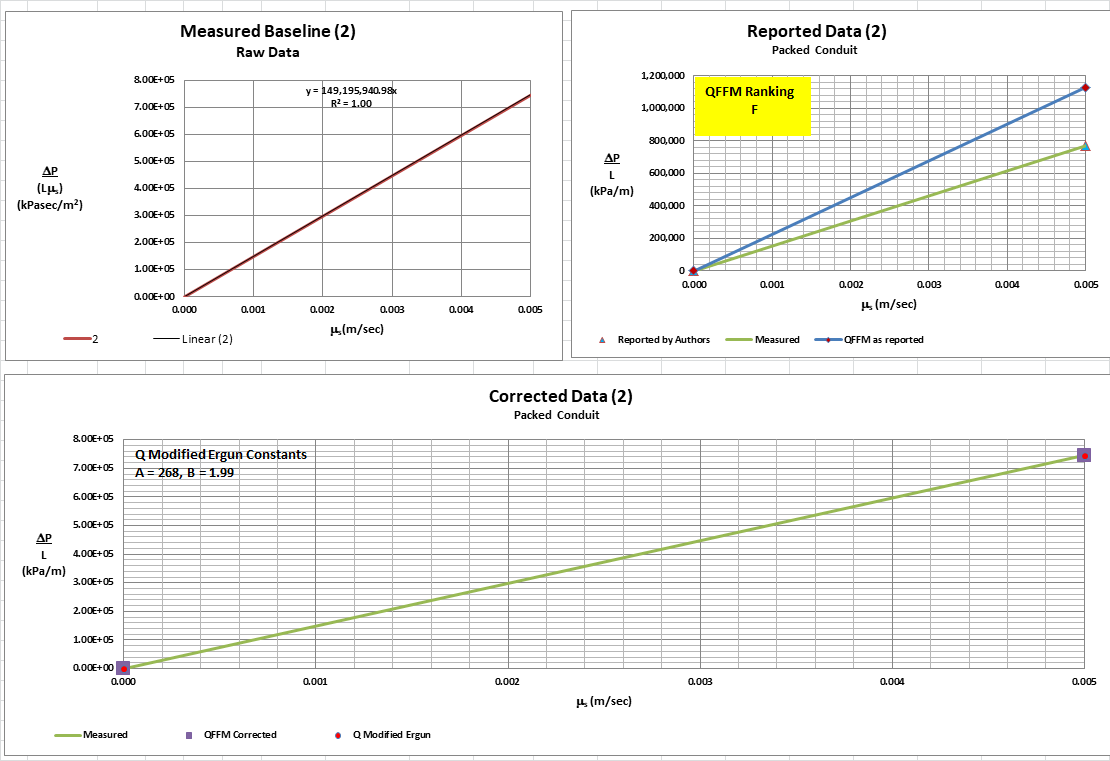 Measured Baseline (2)
Raw Data
8.00E+05
7.00E+05
6.00E+05
5.00E+05
4.00E+05
3.00E+05
2.00E+05
1.00E+05
0.00E+00
y = 149,195,940.98x
R² = 1.00
ΔP
(Lμs)
(kPasec/m²)
0.000
0.001
0.002
0.003
0.004
0.005
μs(m/sec)
2
Linear (2)
Reported Data (2)
Packed Conduit
1,200,000
1,000,000
800,000
600,000
400,000
200,000
0
QFFM Ranking
F
ΔP
L
(kPa/m)
0.000
0.001
0.002
0.003
0.004
0.005
μs (m/sec)
Reported by Authors
Measured
QFFM as reported
Corrected Data (2)
Packed Conduit
8.00E+05
7.00E+05
6.00E+05
5.00E+05
4.00E+05
3.00E+05
2.00E+05
1.00E+05
0.00E+00
Q Modified Ergun Constants
A = 268, B = 1.99
ΔP
L
(kPa/m)
0.000
0.001
0.002
0.003
0.004
0.005
μs (m/sec)
Measured
QFFM Corrected
Q Modified Ergun